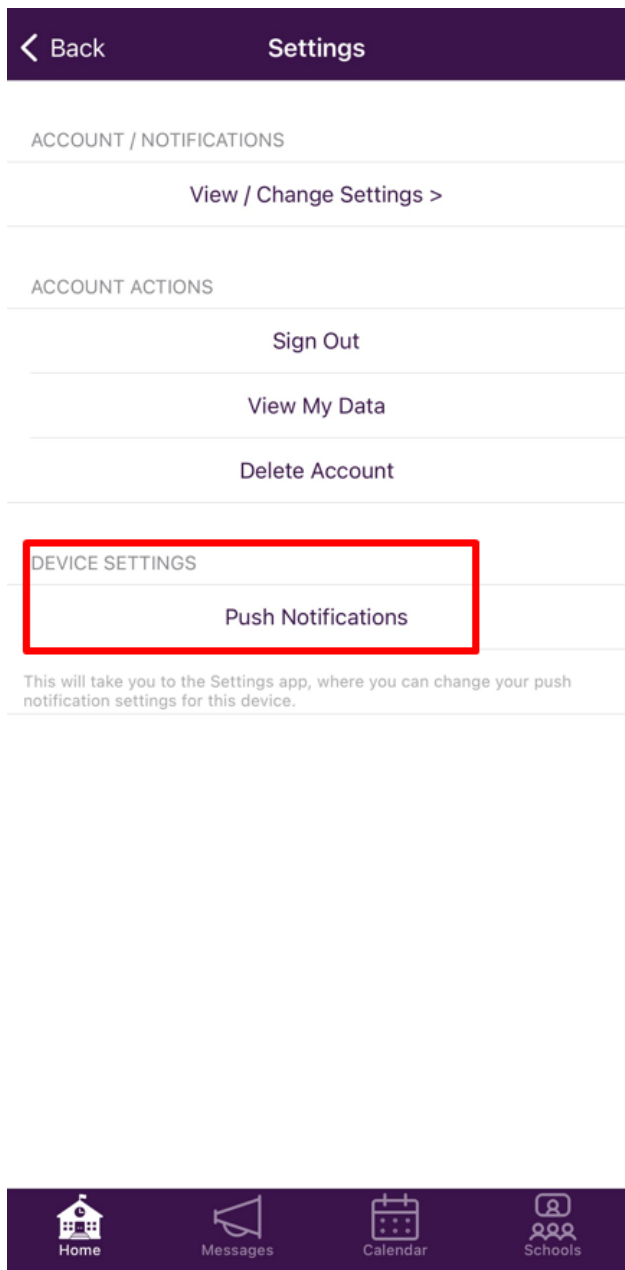 Back
Settings
ACCOUNT / NOTIFICATIONS
View / Change Settings >
ACCOUNT ACTIONS
Sign Out
View My Data
Delete Account
DEVICE SETTINGS
Push Notifications
This will take you to the Settings app, where you can change your push
notification settings for this device.
Home
Messages
Calendar
Schools